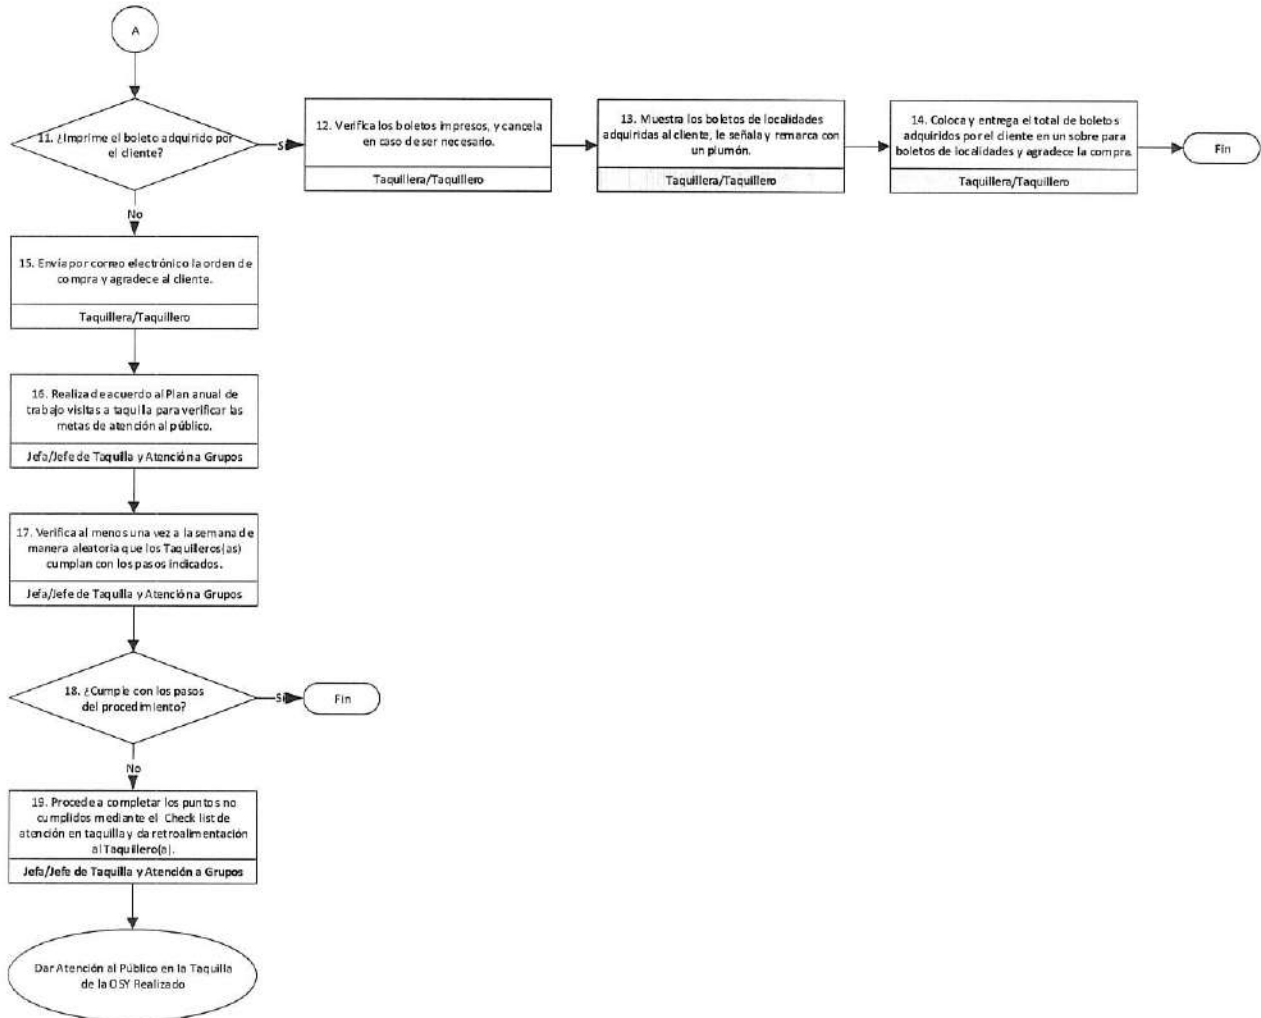 A
11. ¿Imprime el boleto adquirido por
el cliente?
Si
12. Verifica los boletos impresos, y cancela
en caso de ser necesario.
Taquillera/Taquillero
13. Muestra los boletos de localidades
adquiridas al cliente, le señala y remarca con
un plumón.
Taquillera/Taquillero
14. Coloca y entrega el total de boletos
adquiridos por el cliente en un sobre para
boletos de localidades y agradece la compra.
Taquillera/Taquillero
Fin
No
15. Envía por correo electrónico la orden de
compra y agradece al cliente.
Taquillera/Taquillero
16. Realiza de acuerdo al Plan anual de
trabajo visitas a taquilla para verificar las
metas de atención al público.
Jefa/Jefe de Taquilla y Atención a Grupos
17. Verifica al menos una vez a la semana de
manera aleatoria que los Taquilleros(as)
cumplan con los pasos indicados.
Jefa/Jefe de Taquilla y Atención a Grupos
18. ¿Cumple con los pasos
del procedimiento?
Si
Fin
No
19. Procede a completar los puntos no
cumplidos mediante el Check list de
atención en taquilla y da retroalimentación
al Taquillero(a).
Jefa/Jefe de Taquilla y Atención a Grupos
Dar Atención al Público en la Taquilla
de la OSY Realizado